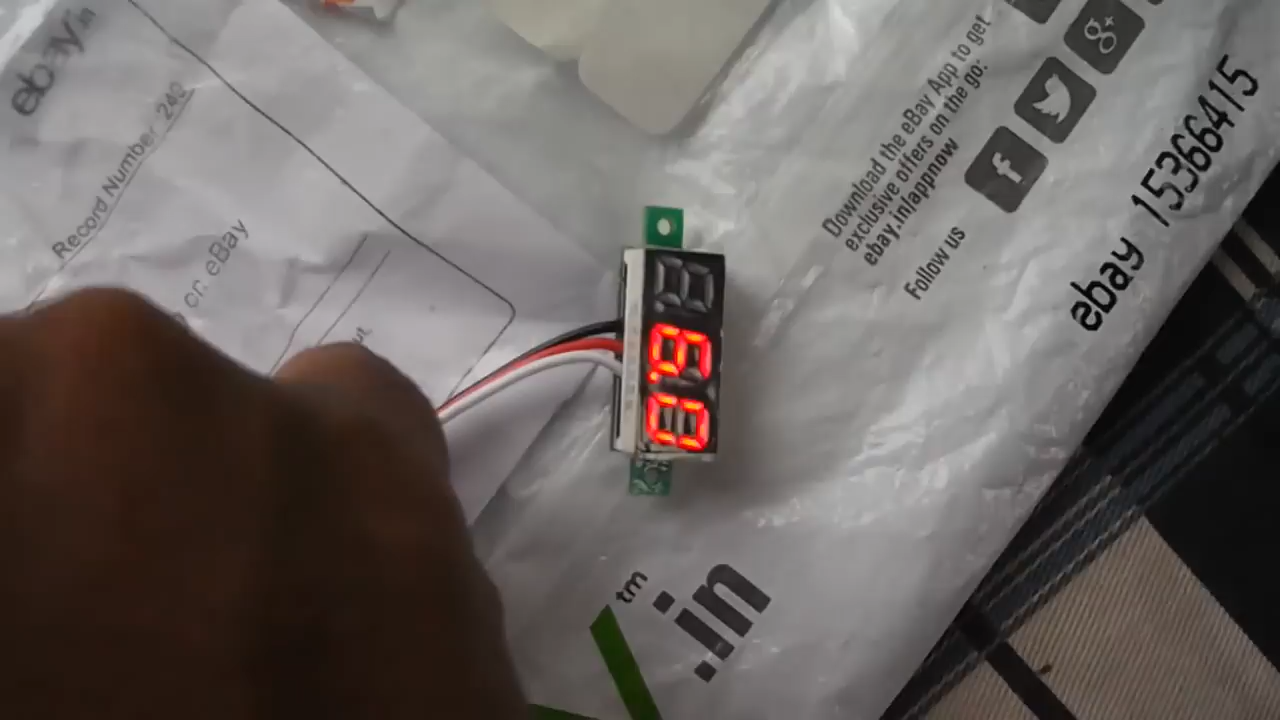 ebay.in
Record Number 240
eBay
Download the eBay App to get
exclusive offers on the go:
ebay.in/appnow
Follow us
ebay 15366415
tm
.in